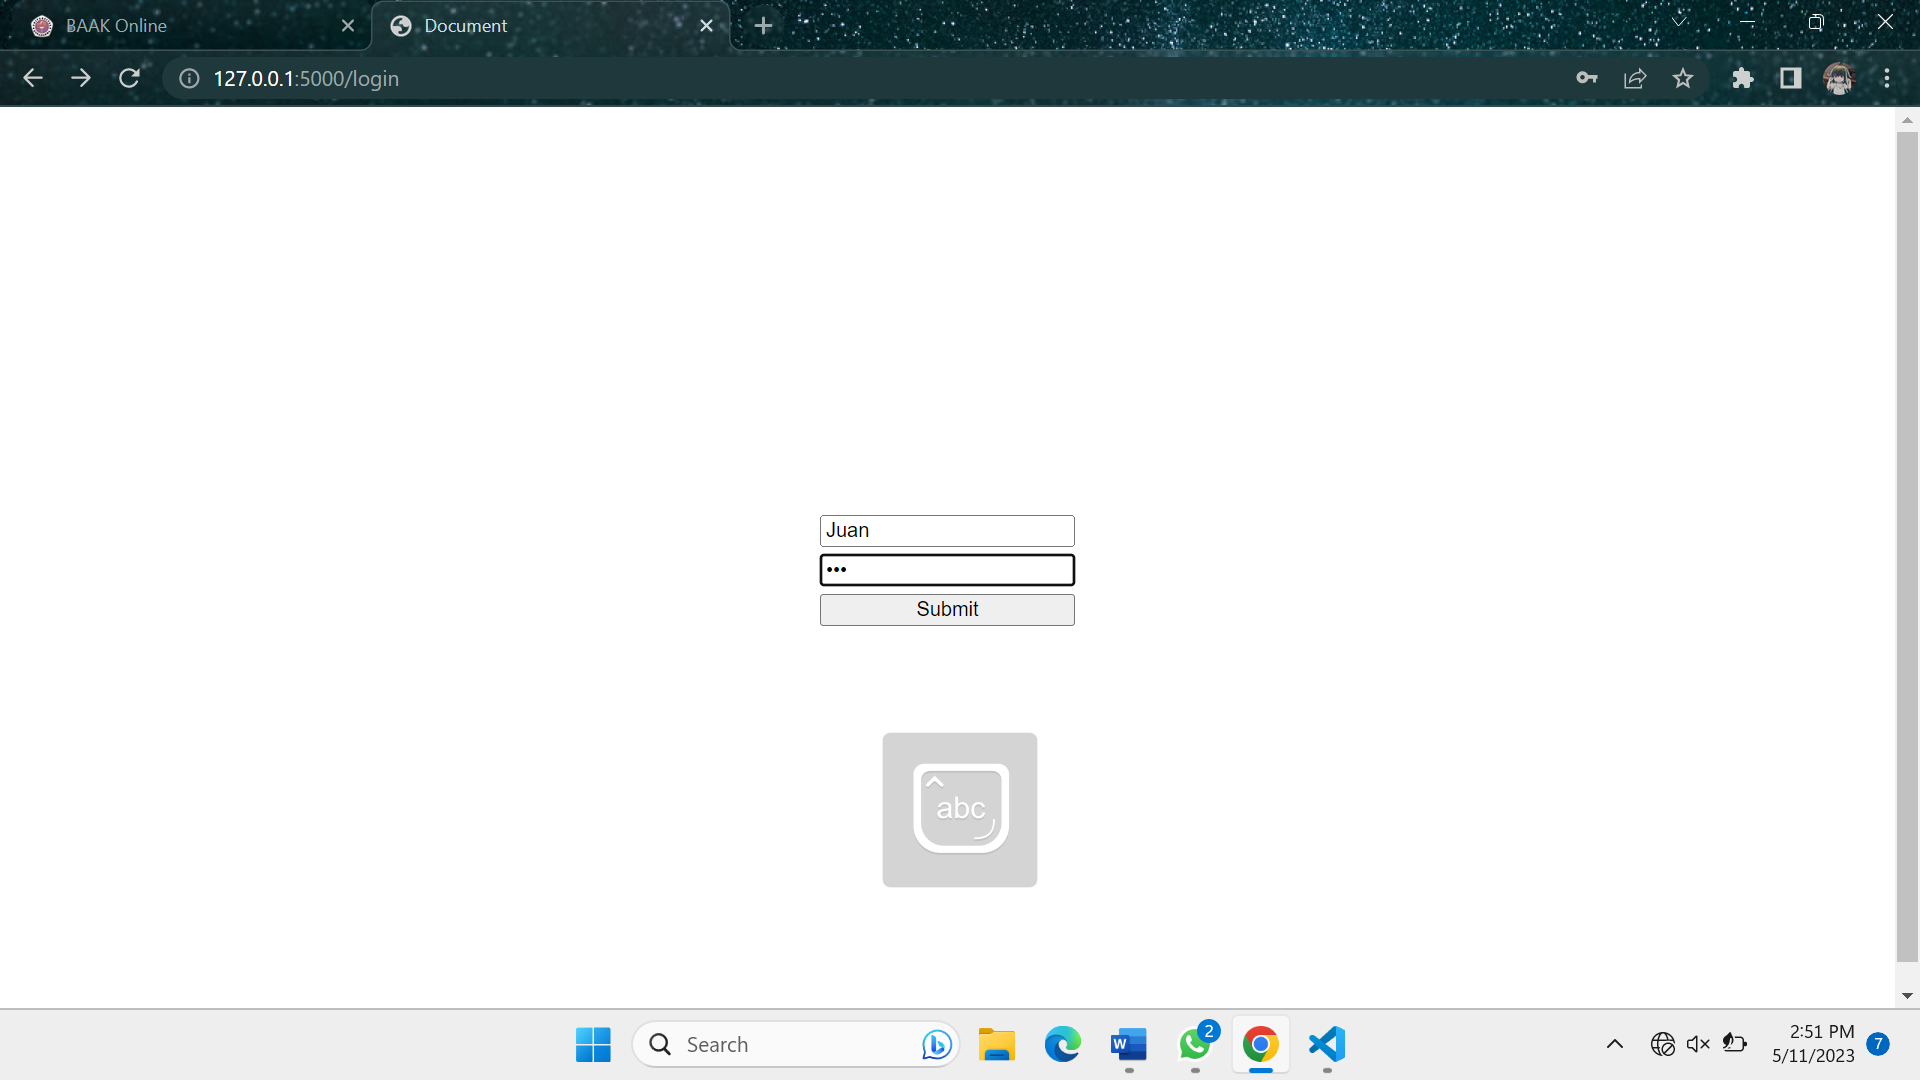 BAAK Online
Document
127.0.0.1:5000/login
Juan
•••
Submit
abc
Search
W
2
2:51 PM
5/11/2023
7